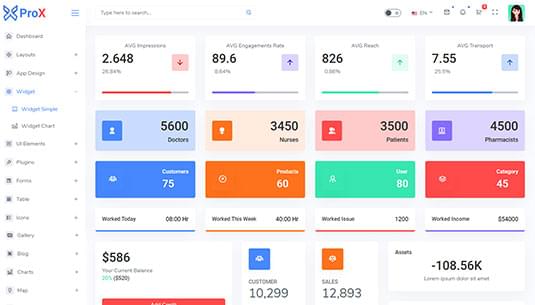 ProX
Type here to search...
EN
Dashboard
Layouts
App Design
Widget
Widget Simple
Widget Chart
UI Elements
Plugins
Forms
Table
Icons
Gallery
Blog
Charts
Map
AVG Impressions
2.648
26.84%
AVG Engagements Rate
89.6
8.64%
AVG Reach
826
0.86%
AVG Transport
7.55
25.5%
5600
Doctors
3450
Nurses
3500
Patients
4500
Pharmacists
Customers
75
Products
60
User
80
Category
45
Worked Today 08:00 Hr
Worked This Week 40:00 Hr
Worked Issue 1200
Worked Income $54000
$586
Your Current Balance
20% ($520)
CUSTOMER
10,299
SALES
12,893
Assets
-108.56K
Lorem ipsum dolor sit amet